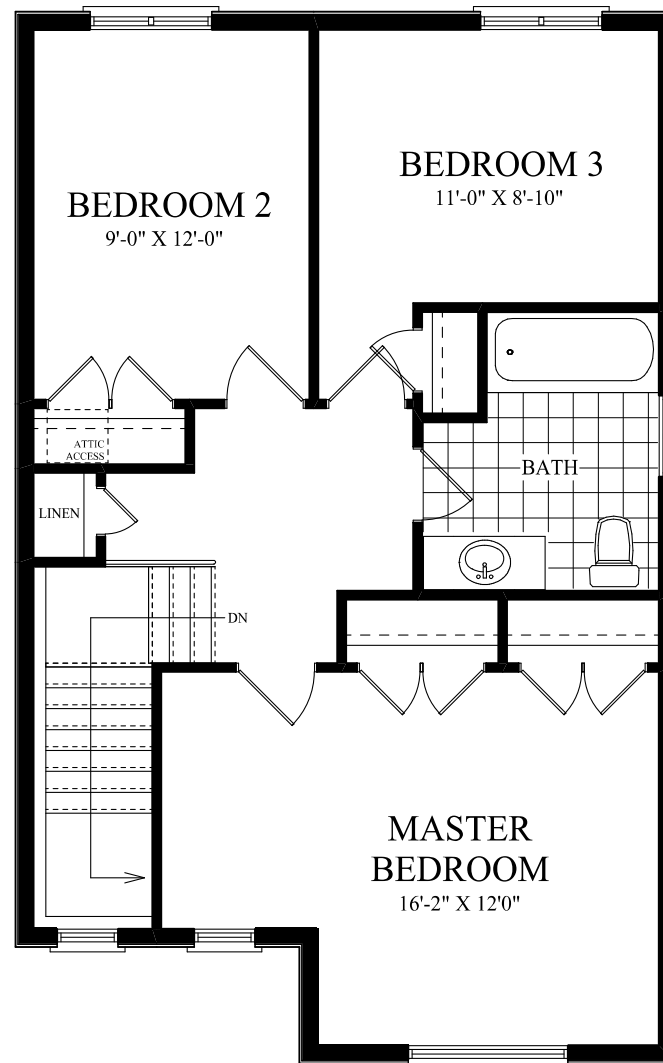 BEDROOM 3
11'-0" X 8'-10"
BEDROOM 2
9'-0" X 12'-0"
ATTIC
ACCESS
BATH
LINEN
DN
MASTER
BEDROOM
16'-2" X 12'0"